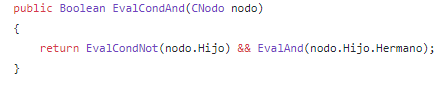 public Boolean EvalCondAnd(CNodo nodo)
{
return EvalCondNot(nodo.Hijo) && EvalAnd(nodo.Hijo.Hermano);
}